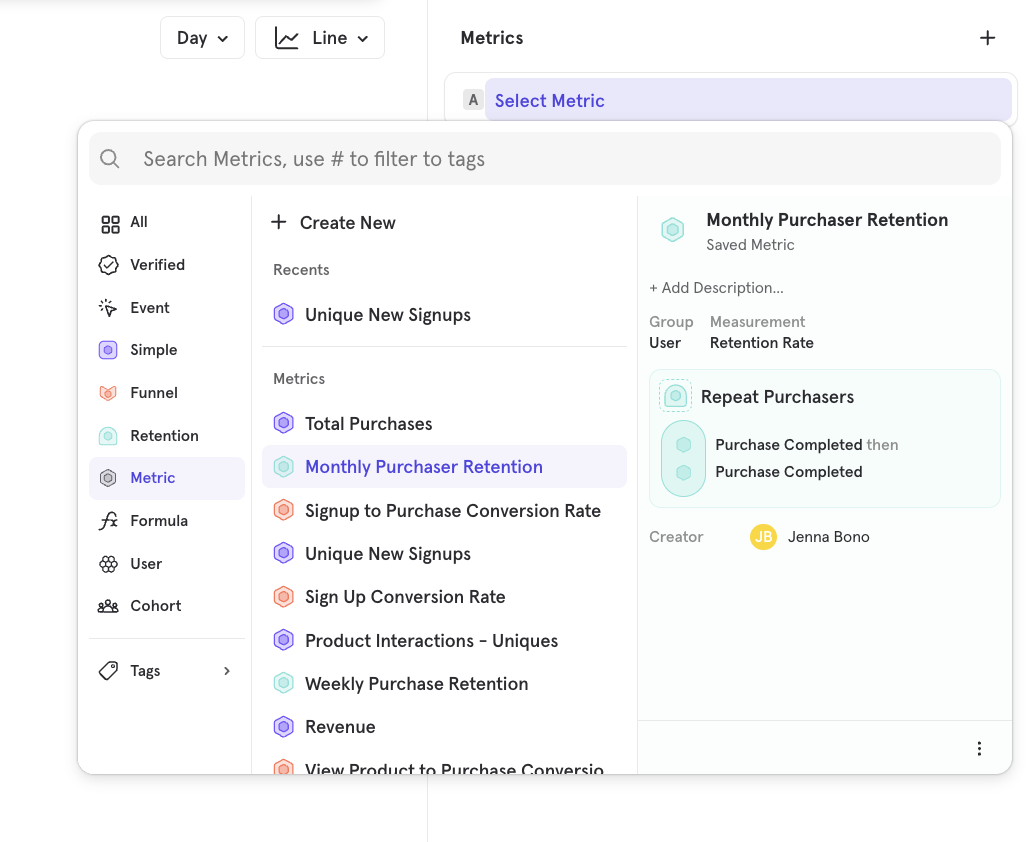 Day
Line
Metrics
A
Select Metric
Search Metrics, use # to filter to tags
All
Verified
Event
Simple
Funnel
Retention
Metric
Formula
User
Cohort
Tags
Create New
Recents
Unique New Signups
Metrics
Total Purchases
Monthly Purchaser Retention
Signup to Purchase Conversion Rate
Unique New Signups
Sign Up Conversion Rate
Product Interactions - Uniques
Weekly Purchase Retention
Revenue
View Product to Purchase Conversio
Monthly Purchaser Retention
Saved Metric
+ Add Description...
Group Measurement
User Retention Rate
Repeat Purchasers
Purchase Completed then
Purchase Completed
Creator JB Jenna Bono